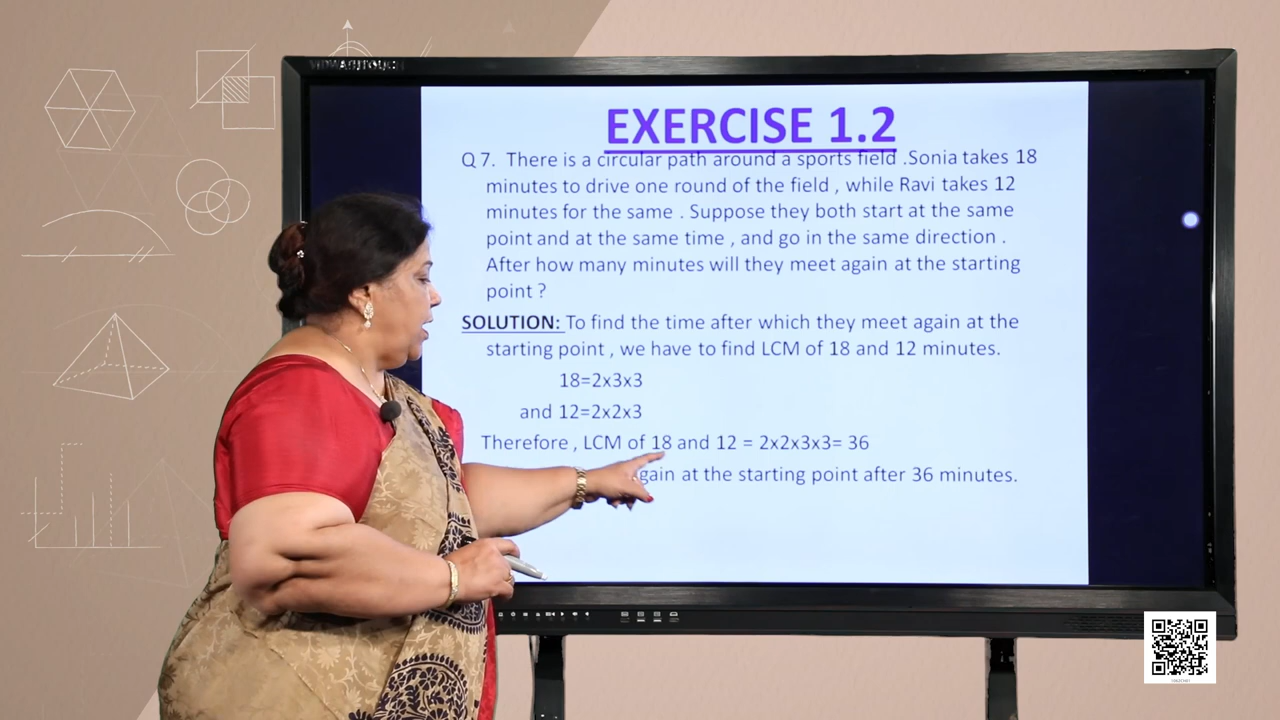 EXERCISE 1.2
Q 7. There is a circular path around a sports field .Sonia takes 18
minutes to drive one round of the field , while Ravi takes 12
minutes for the same . Suppose they both start at the same
point and at the same time , and go in the same direction .
After how many minutes will they meet again at the starting
point ?
SOLUTION: To find the time after which they meet again at the
starting point , we have to find LCM of 18 and 12 minutes.
18=2x3x3
and 12=2x2x3
Therefore , LCM of 18 and 12 = 2x2x3x3= 36
gain at the starting point after 36 minutes.